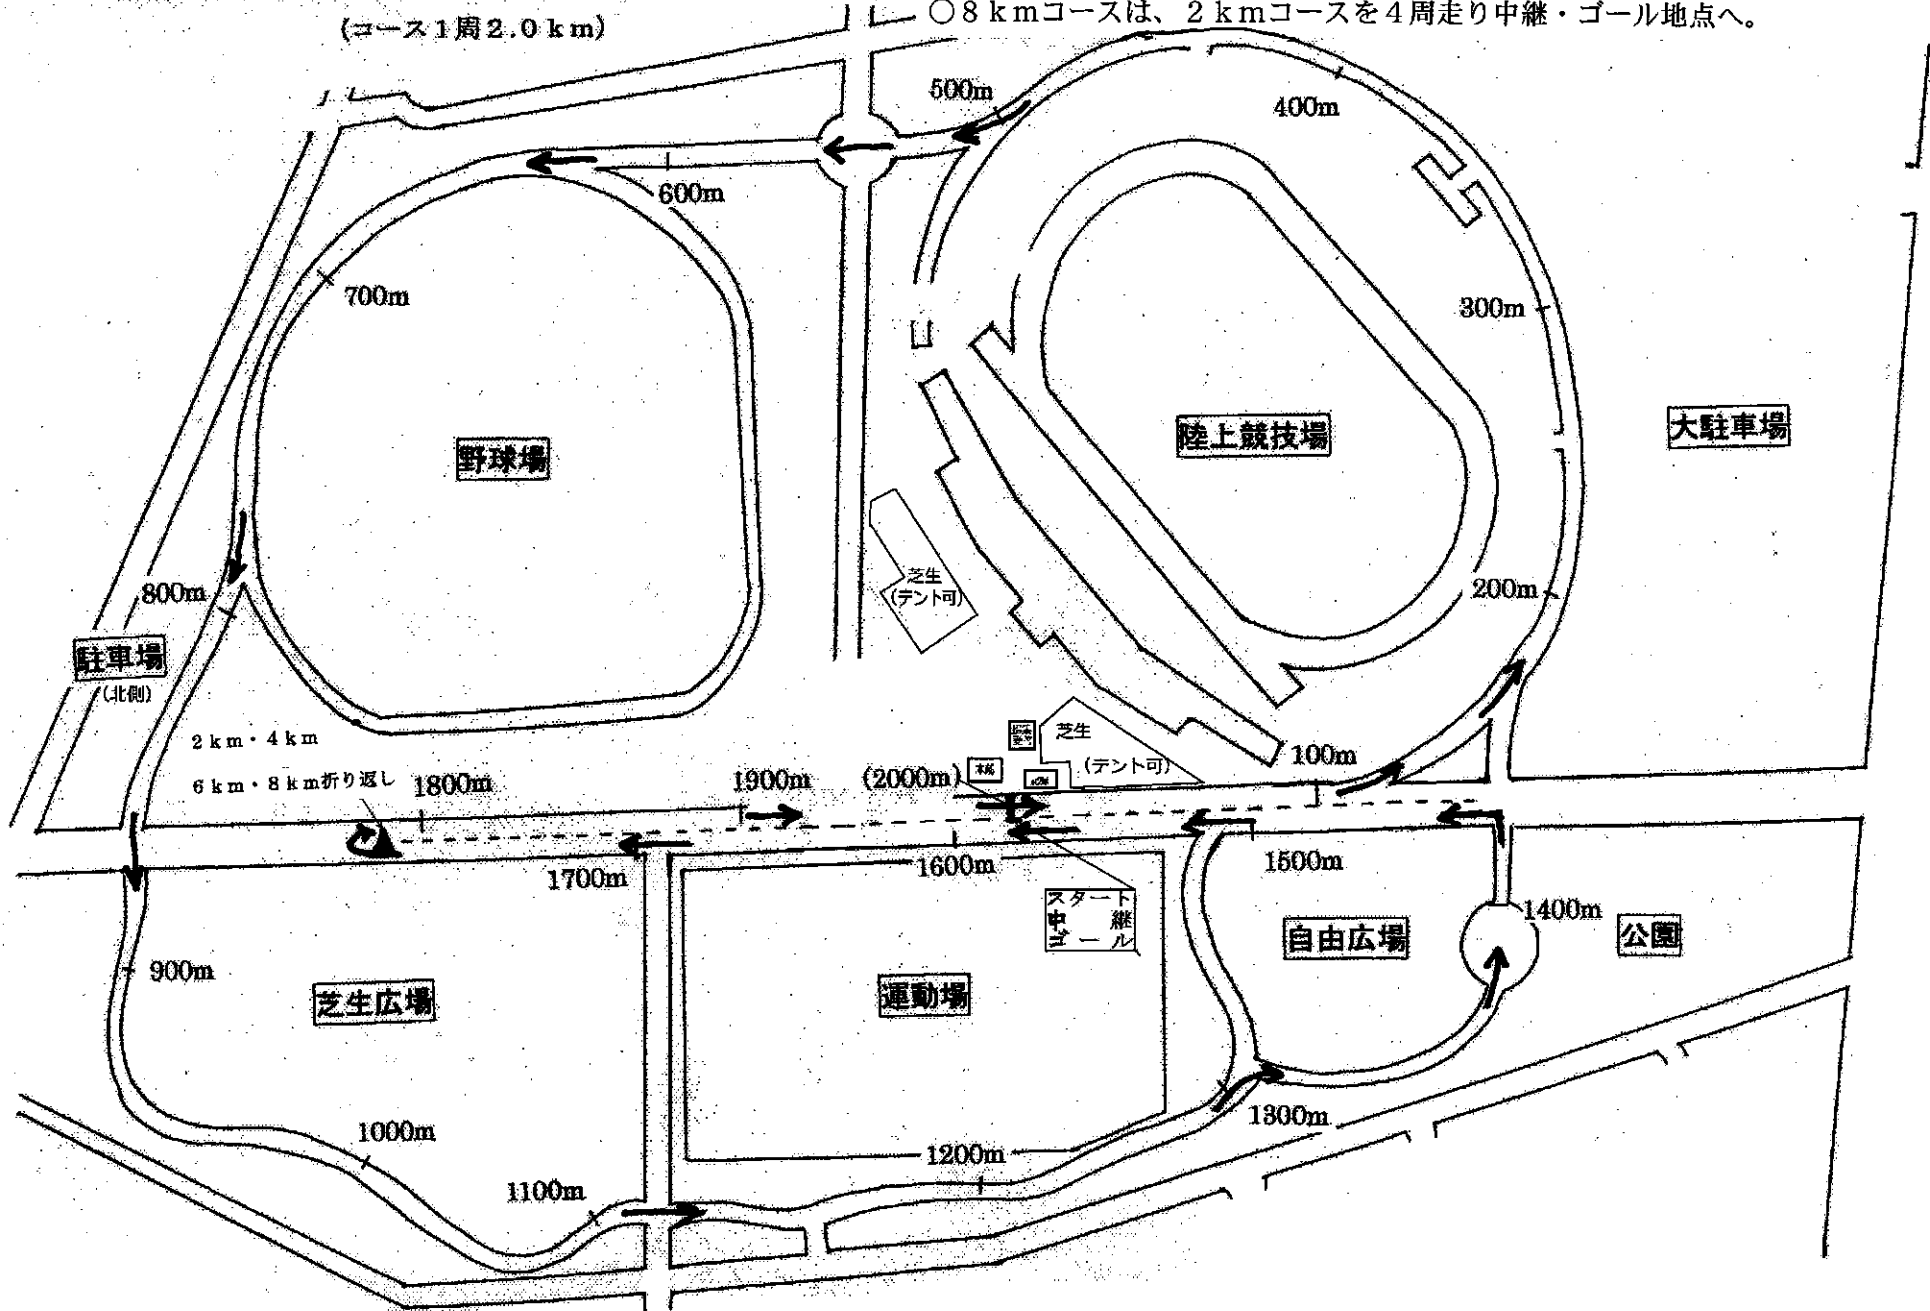 (コース1周2.0km)
○8kmコースは、2kmコースを4周走り中継・ゴール地点へ。
500m
400m
600m
700m
300m
野球場
陸上競技場
大駐車場
芝生
(テント可)
200m
800m
駐車場
(北側)
2km・4km
6km・8km折り返し
1800m
1900m
(2000m)
芝生
(テント可)
100m
1700m
1600m
1500m
スタート
中継
ゴール
1400m
自由広場
公園
900m
芝生広場
運動場
1000m
1300m
1200m
1100m